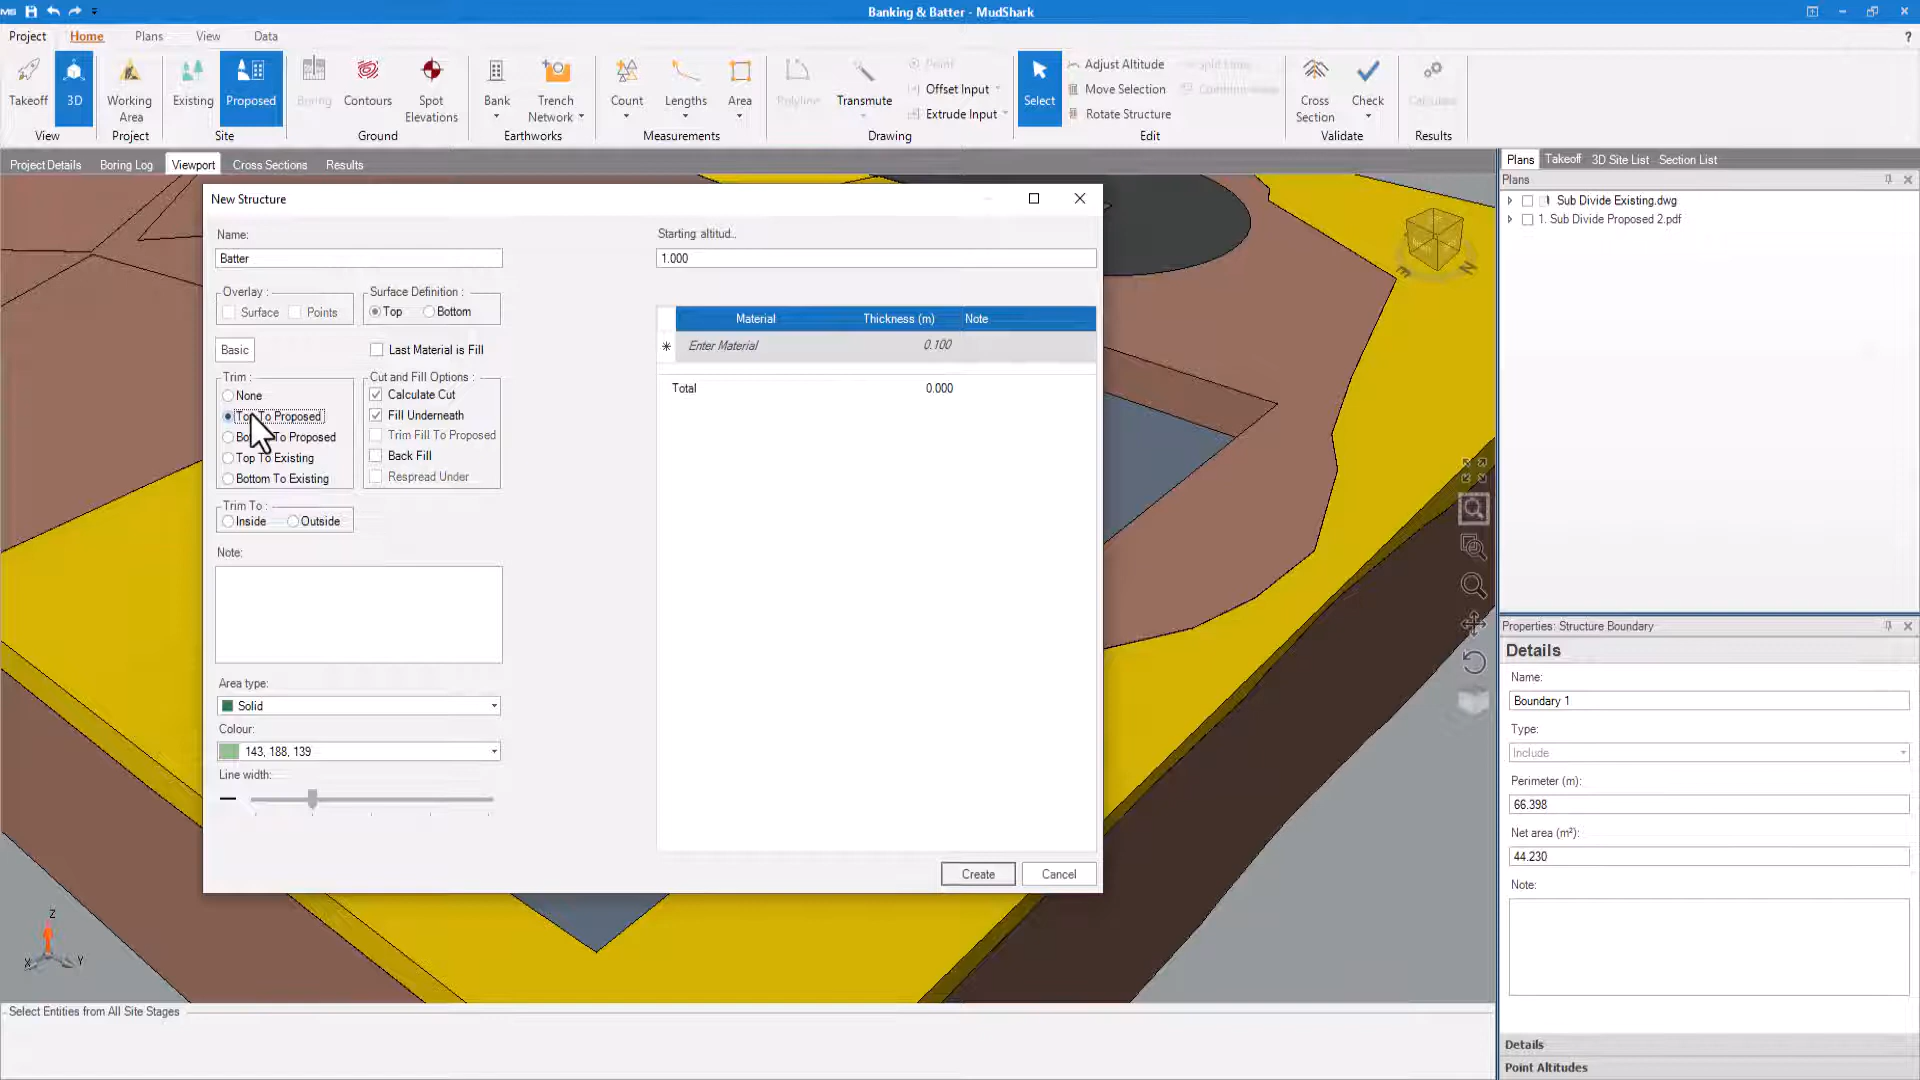 MS
Banking & Batter - MudShark
Project Home Plans View Data
?
Takeoff
3D
Working Area
Existing
Proposed
Boring
Contours
Spot Elevations
Bank
Trench Network
Count
Lengths
Area
Polyline
Transmute
Point
Offset Input
Extrude Input
Select
Adjust Altitude
Move Selection
Rotate Structure
Cross Section
Check
View
Project
Site
Ground
Earthworks
Measurements
Drawing
Edit
Validate
Results
Project Details Boring Log Viewport Cross Sections Results
Plans Takeoff 3D Site List Section List
Plans
Sub Divide Existing.dwg
1. Sub Divide Proposed 2.pdf
New Structure
Name:
Batter
Overlay :
Surface Points
Surface Definition :
Top Bottom
Basic
Last Material is Fill
Trim :
None
Top To Proposed
To Proposed
Top To Existing
Bottom To Existing
Cut and Fill Options :
Calculate Cut
Fill Underneath
Trim Fill To Proposed
Back Fill
Respread Under
Trim To :
Inside Outside
Note:
Area type:
Solid
Colour:
143, 188, 139
Line width:
Starting altitud...
1.000
Material Thickness (m) Note
Enter Material 0.100
Total 0.000
Create Cancel
N
Z
X
Y
Properties: Structure Boundary
Details
Name:
Boundary 1
Type:
Include
Perimeter (m):
66.398
Net area (m²):
44.230
Note:
Details
Point Altitudes
Select Entities from All Site Stages